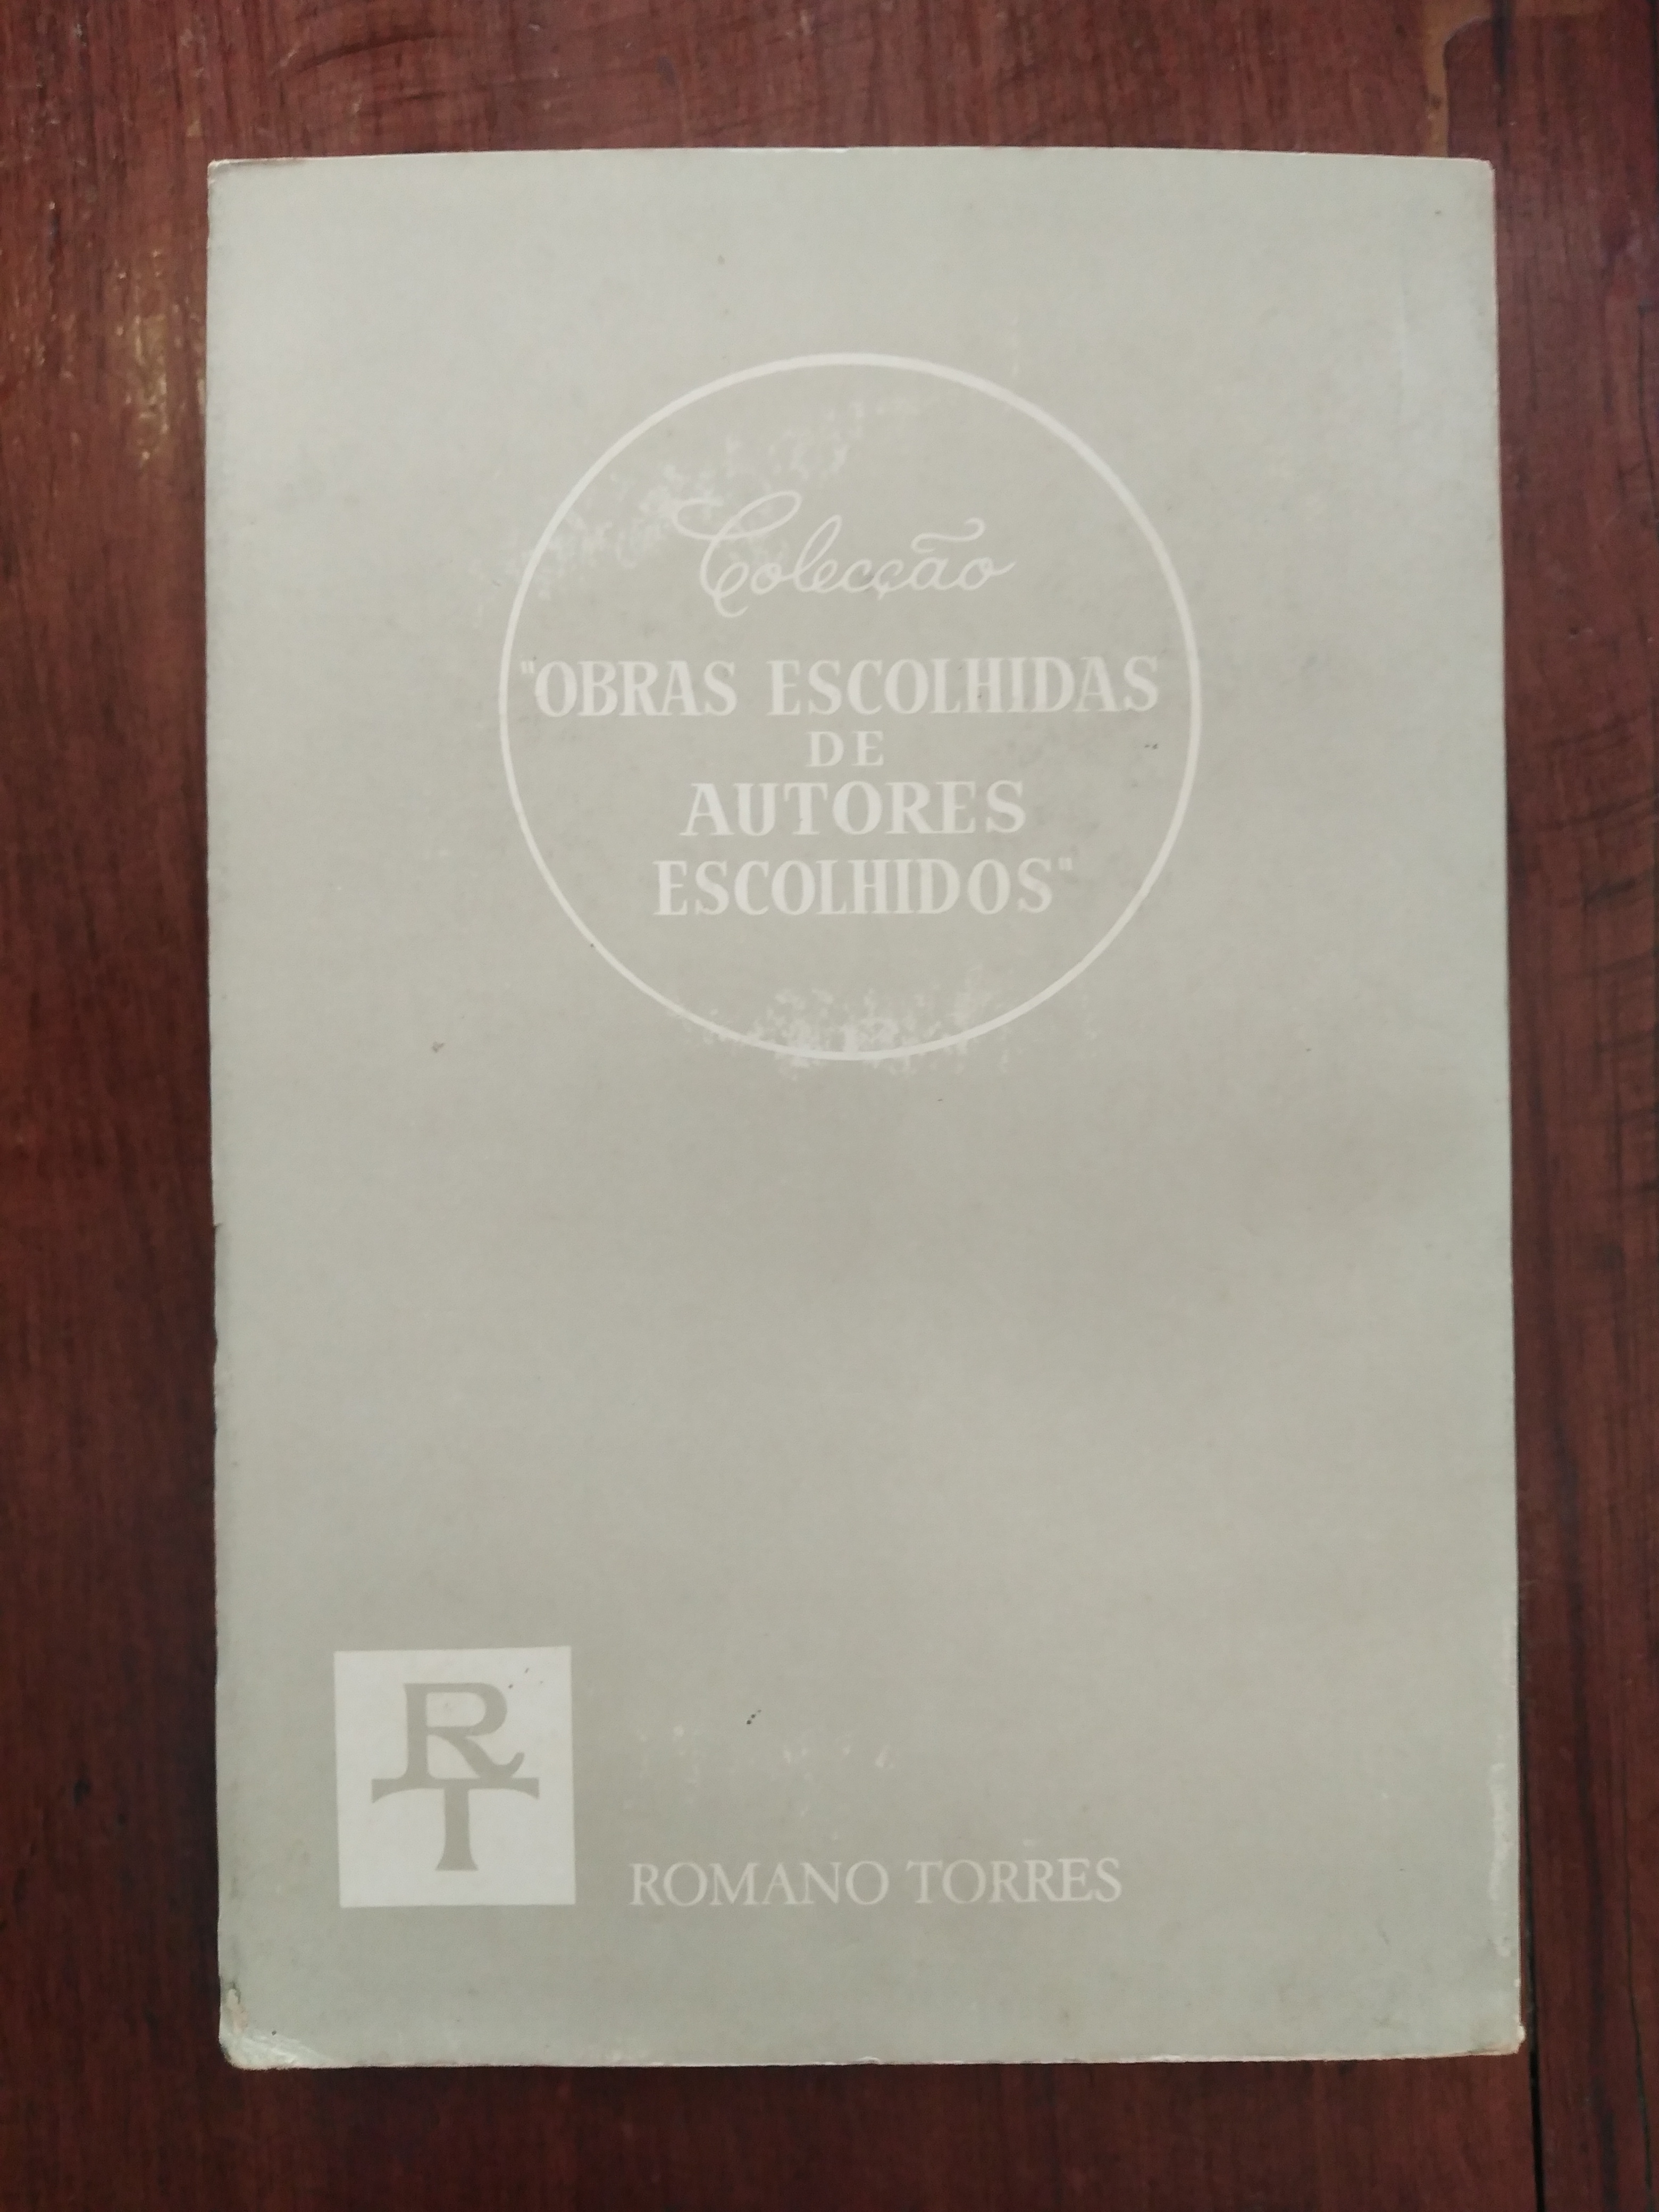 Colecção
"OBRAS ESCOLHIDAS
DE
AUTORES
ESCOLHIDOS"
RT
ROMANO TORRES